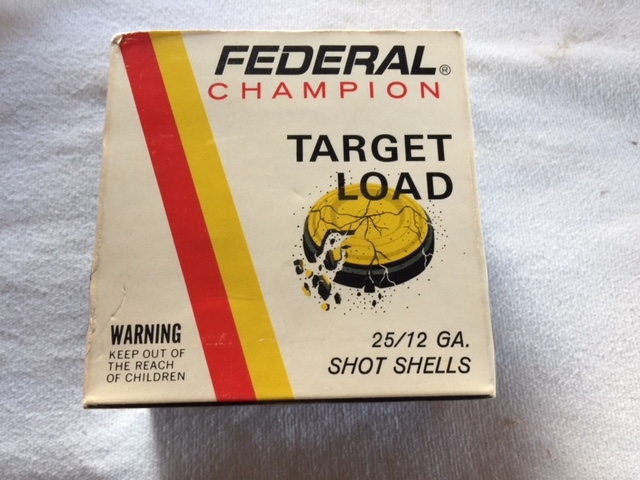 FEDERAL®
CHAMPION
TARGET
LOAD
WARNING
KEEP OUT OF
THE REACH
OF CHILDREN
25/12 GA.
SHOT SHELLS